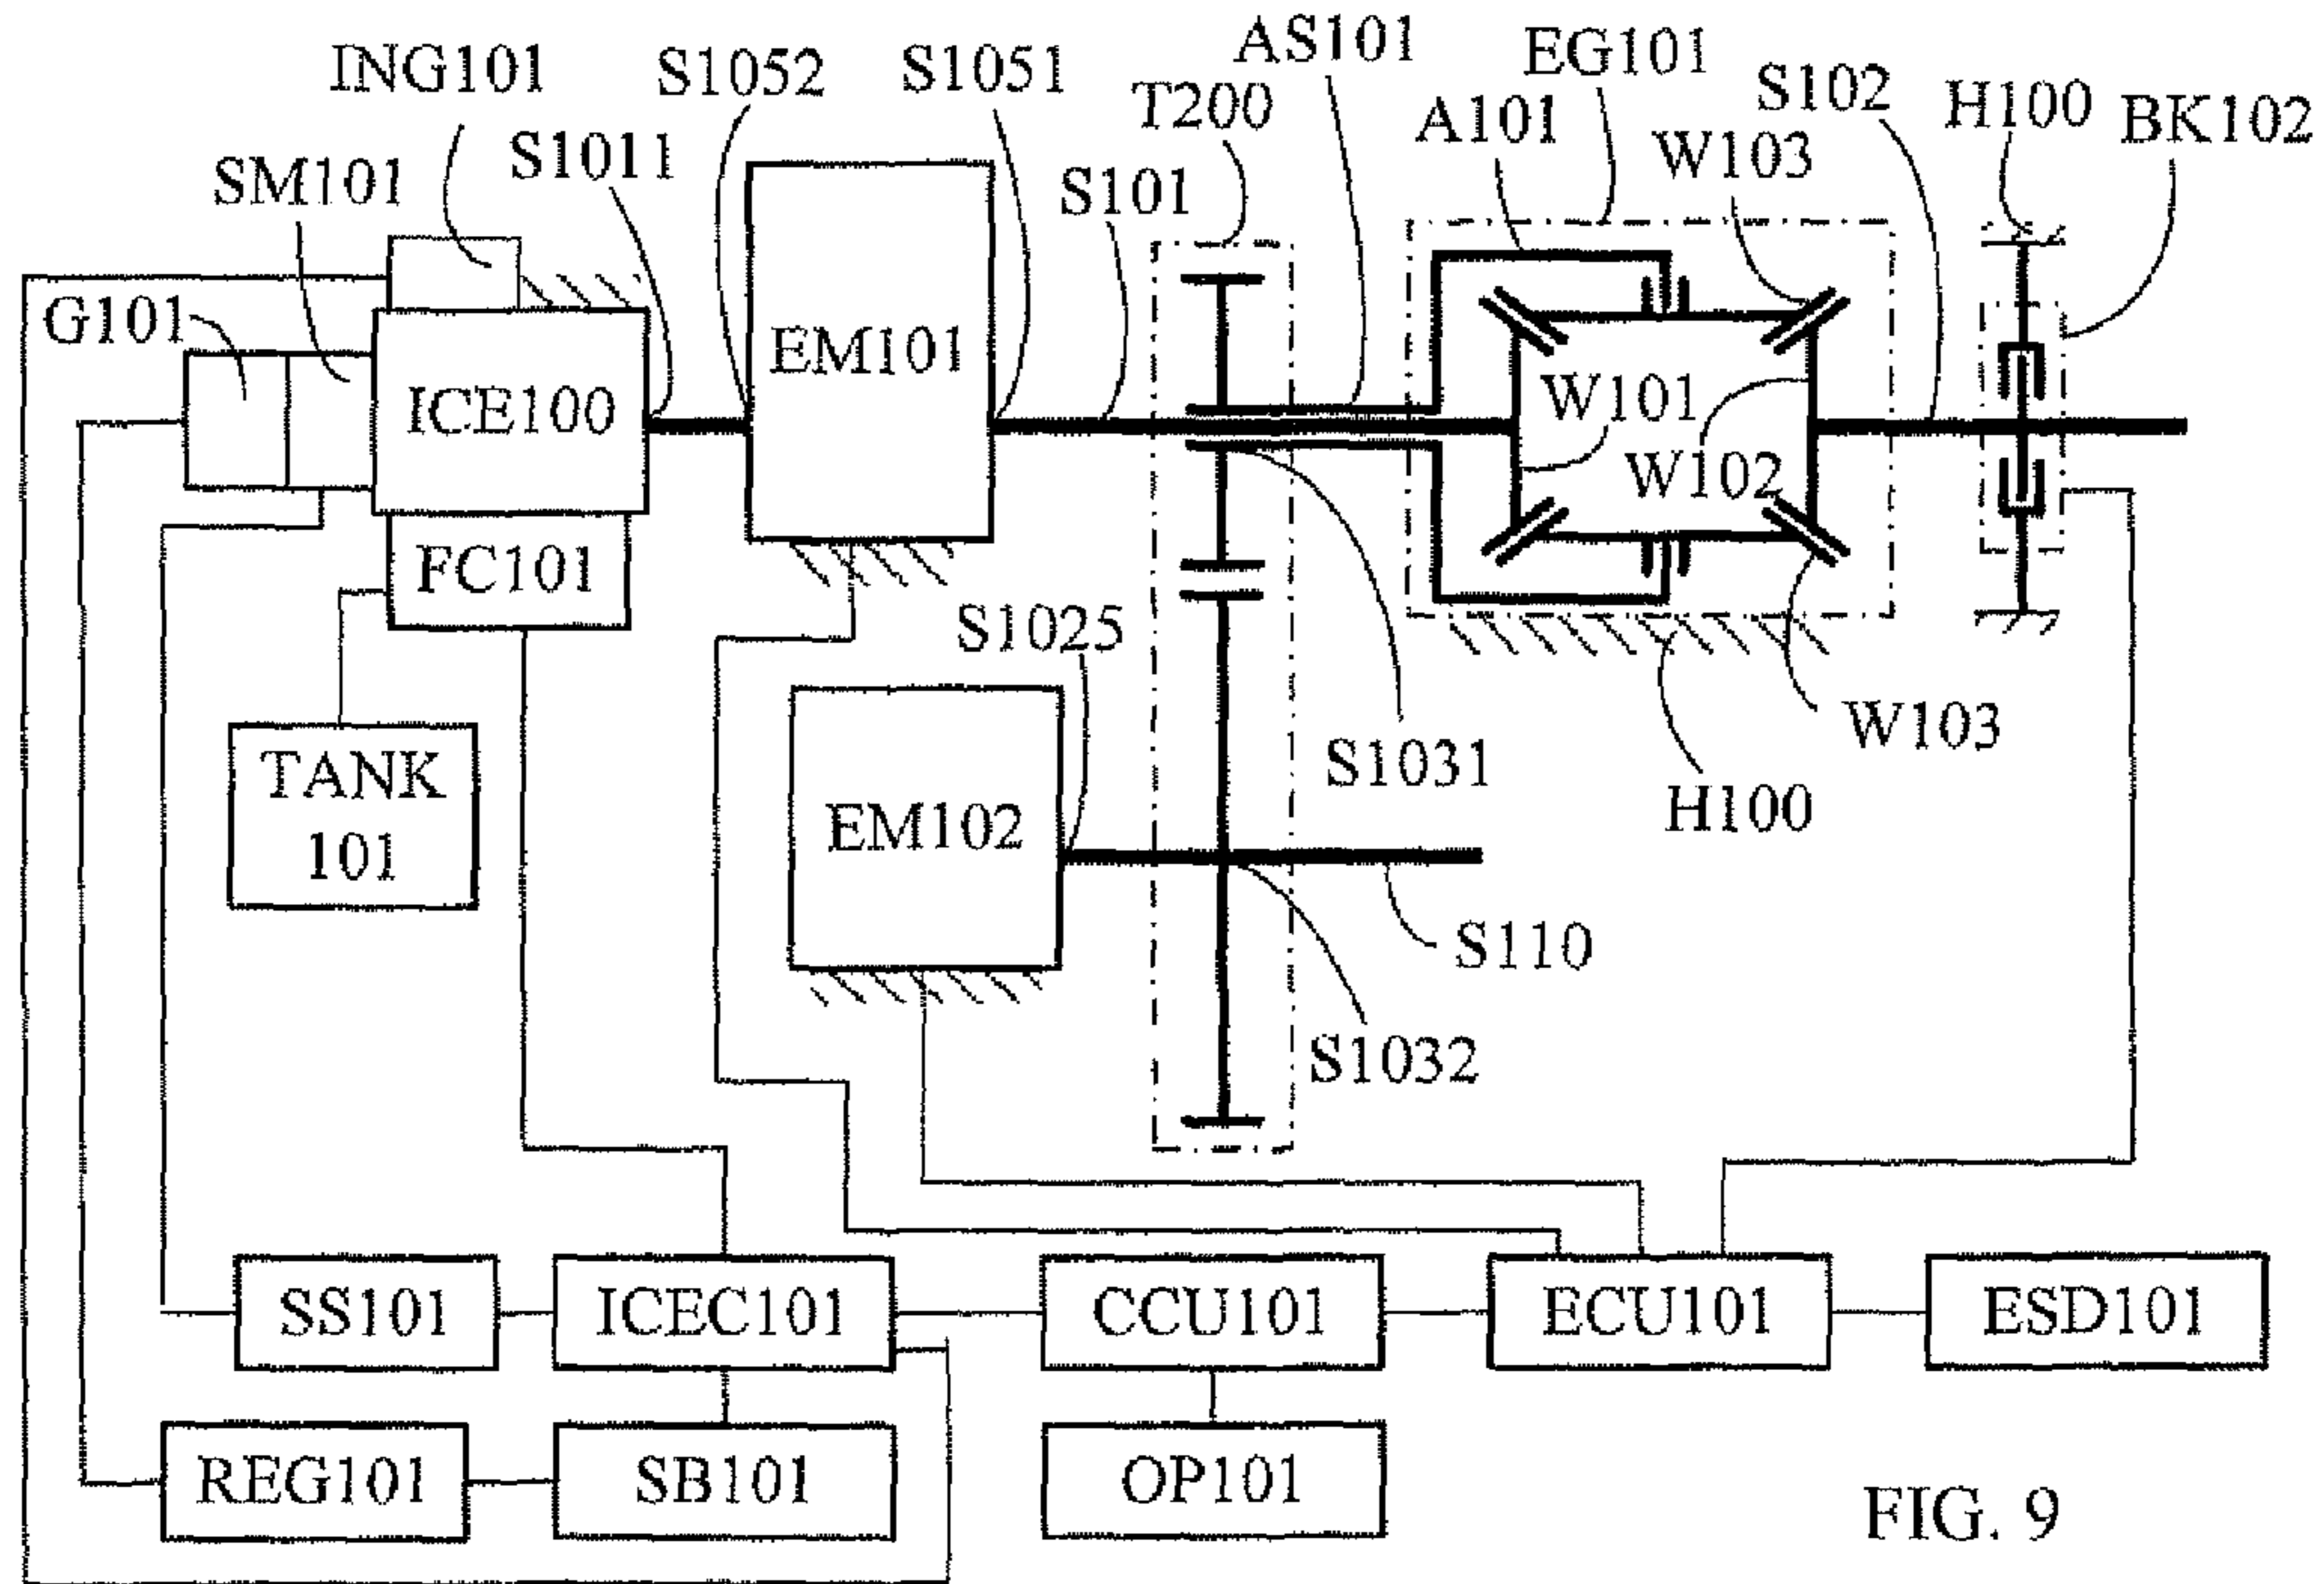 ING101
S1052
S1051
T200
AS101
A101
EG101
W103
S102
H100
BK102
SM101
S1011
S101
G101
ICE100
EM101
W101
W102
FC101
S1025
TANK
101
EM102
S1031
H100
W103
S110
S1032
SS101
ICEC101
CCU101
ECU101
ESD101
REG101
SB101
OP101
FIG. 9